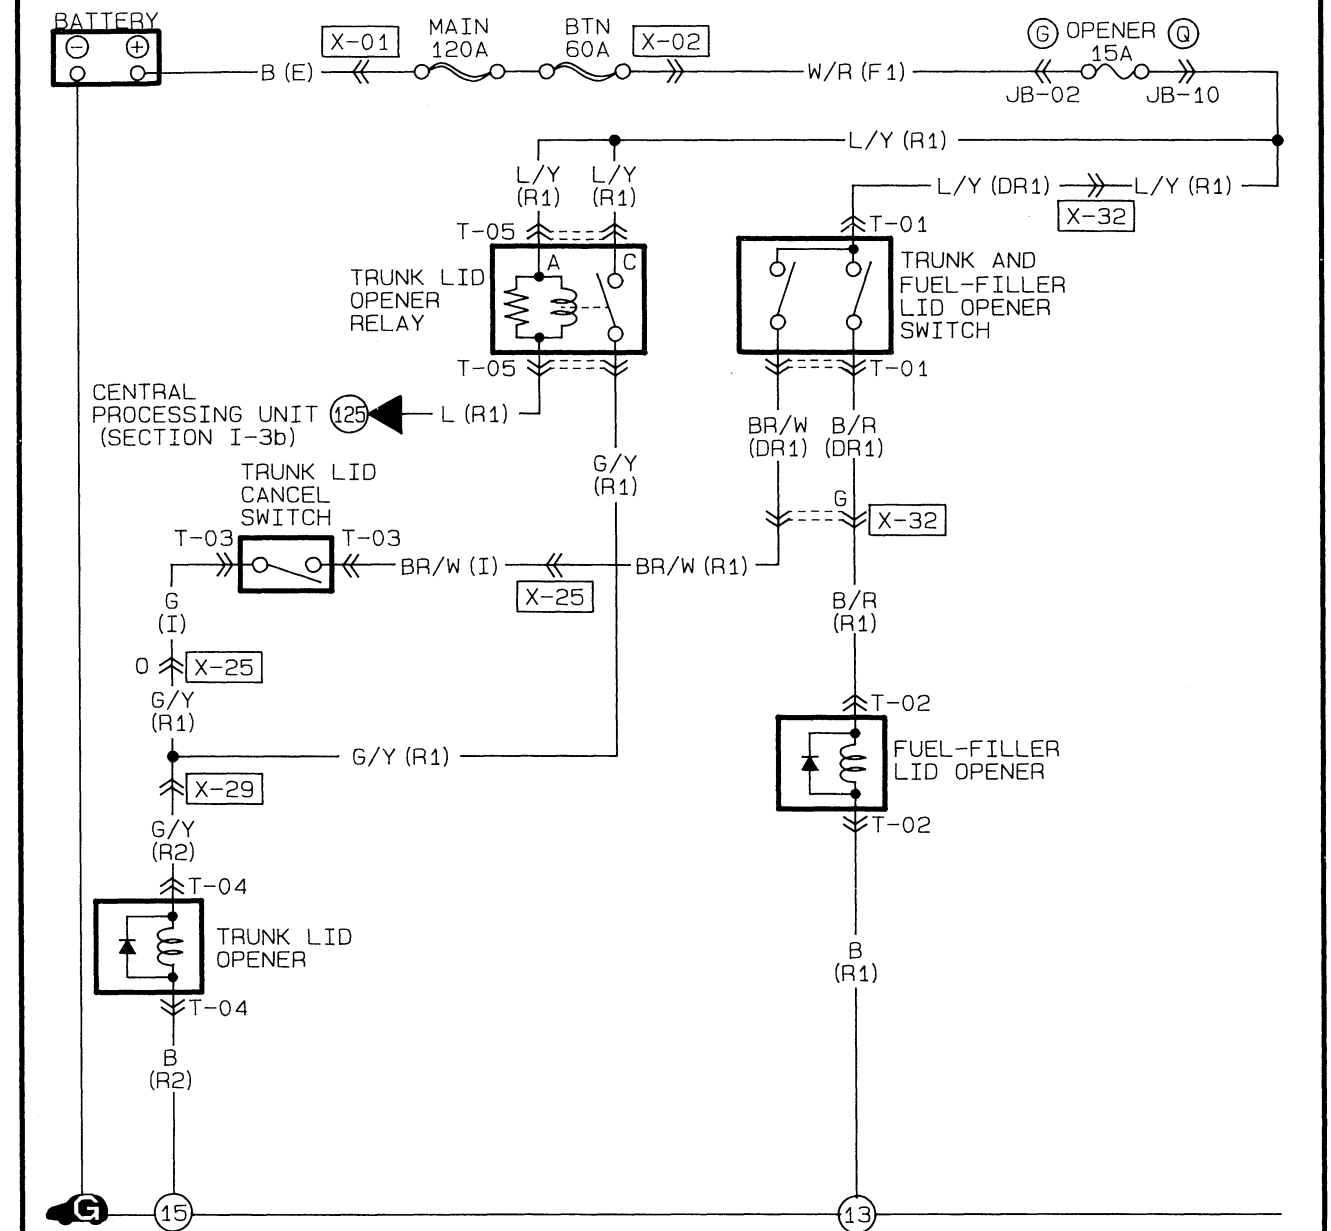 BATTERY
− +
B (E)
X-01
MAIN
120A
BTN
60A
X-02
W/R (F1)
G OPENER Q
15A
JB-02 JB-10
L/Y (R1)
L/Y
(R1)
L/Y
(R1)
L/Y (DR1)
L/Y (R1)
X-32
T-05
T-01
A C
TRUNK LID
OPENER
RELAY
TRUNK AND
FUEL-FILLER
LID OPENER
SWITCH
T-05
T-01
CENTRAL
PROCESSING UNIT
(SECTION I-3b)
125
L (R1)
BR/W
(DR1)
B/R
(DR1)
G/Y
(R1)
TRUNK LID
CANCEL
SWITCH
G
X-32
T-03 T-03
BR/W (I)
BR/W (R1)
X-25
G
(I)
B/R
(R1)
O X-25
G/Y
(R1)
T-02
G/Y (R1)
FUEL-FILLER
LID OPENER
X-29
T-02
G/Y
(R2)
T-04
TRUNK LID
OPENER
B
(R1)
T-04
B
(R2)
G
15
13